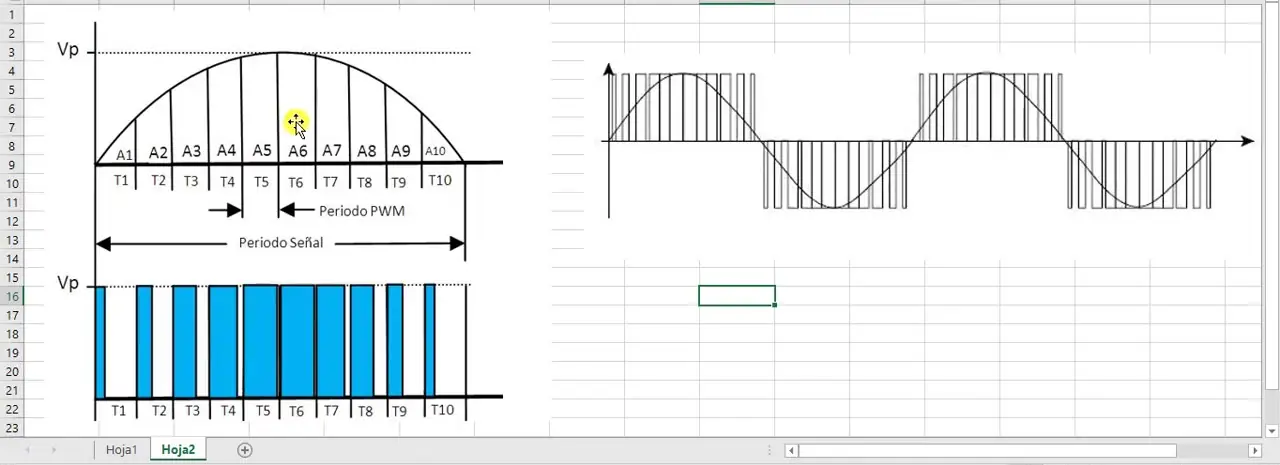 1
2
3
4
5
6
7
8
9
10
11
12
13
14
15
16
17
18
19
20
21
22
23
Vp
A1 A2 A3 A4 A5 A6 A7 A8 A9 A10
T1 T2 T3 T4 T5 T6 T7 T8 T9 T10
Periodo PWM
Periodo Señal
Vp
T1 T2 T3 T4 T5 T6 T7 T8 T9 T10
Hoja1 Hoja2